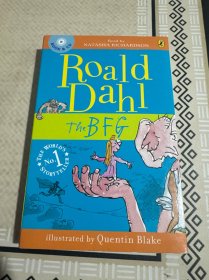 Read by
NATASHA RICHARDSON
Roald
Dahl
The BFG
THE WORLD'S
No. 1
STORYTELLER
illustrated by Quentin Blake